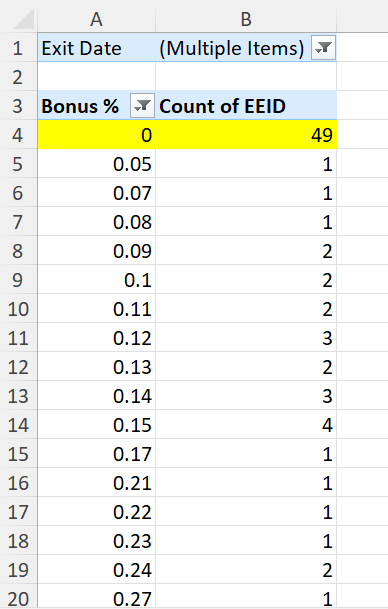 A B
1 Exit Date (Multiple Items)
2
3 Bonus % Count of EEID
4 0 49
5 0.05 1
6 0.07 1
7 0.08 1
8 0.09 2
9 0.1 2
10 0.11 2
11 0.12 3
12 0.13 2
13 0.14 3
14 0.15 4
15 0.17 1
16 0.21 1
17 0.22 1
18 0.23 1
19 0.24 2
20 0.27 1